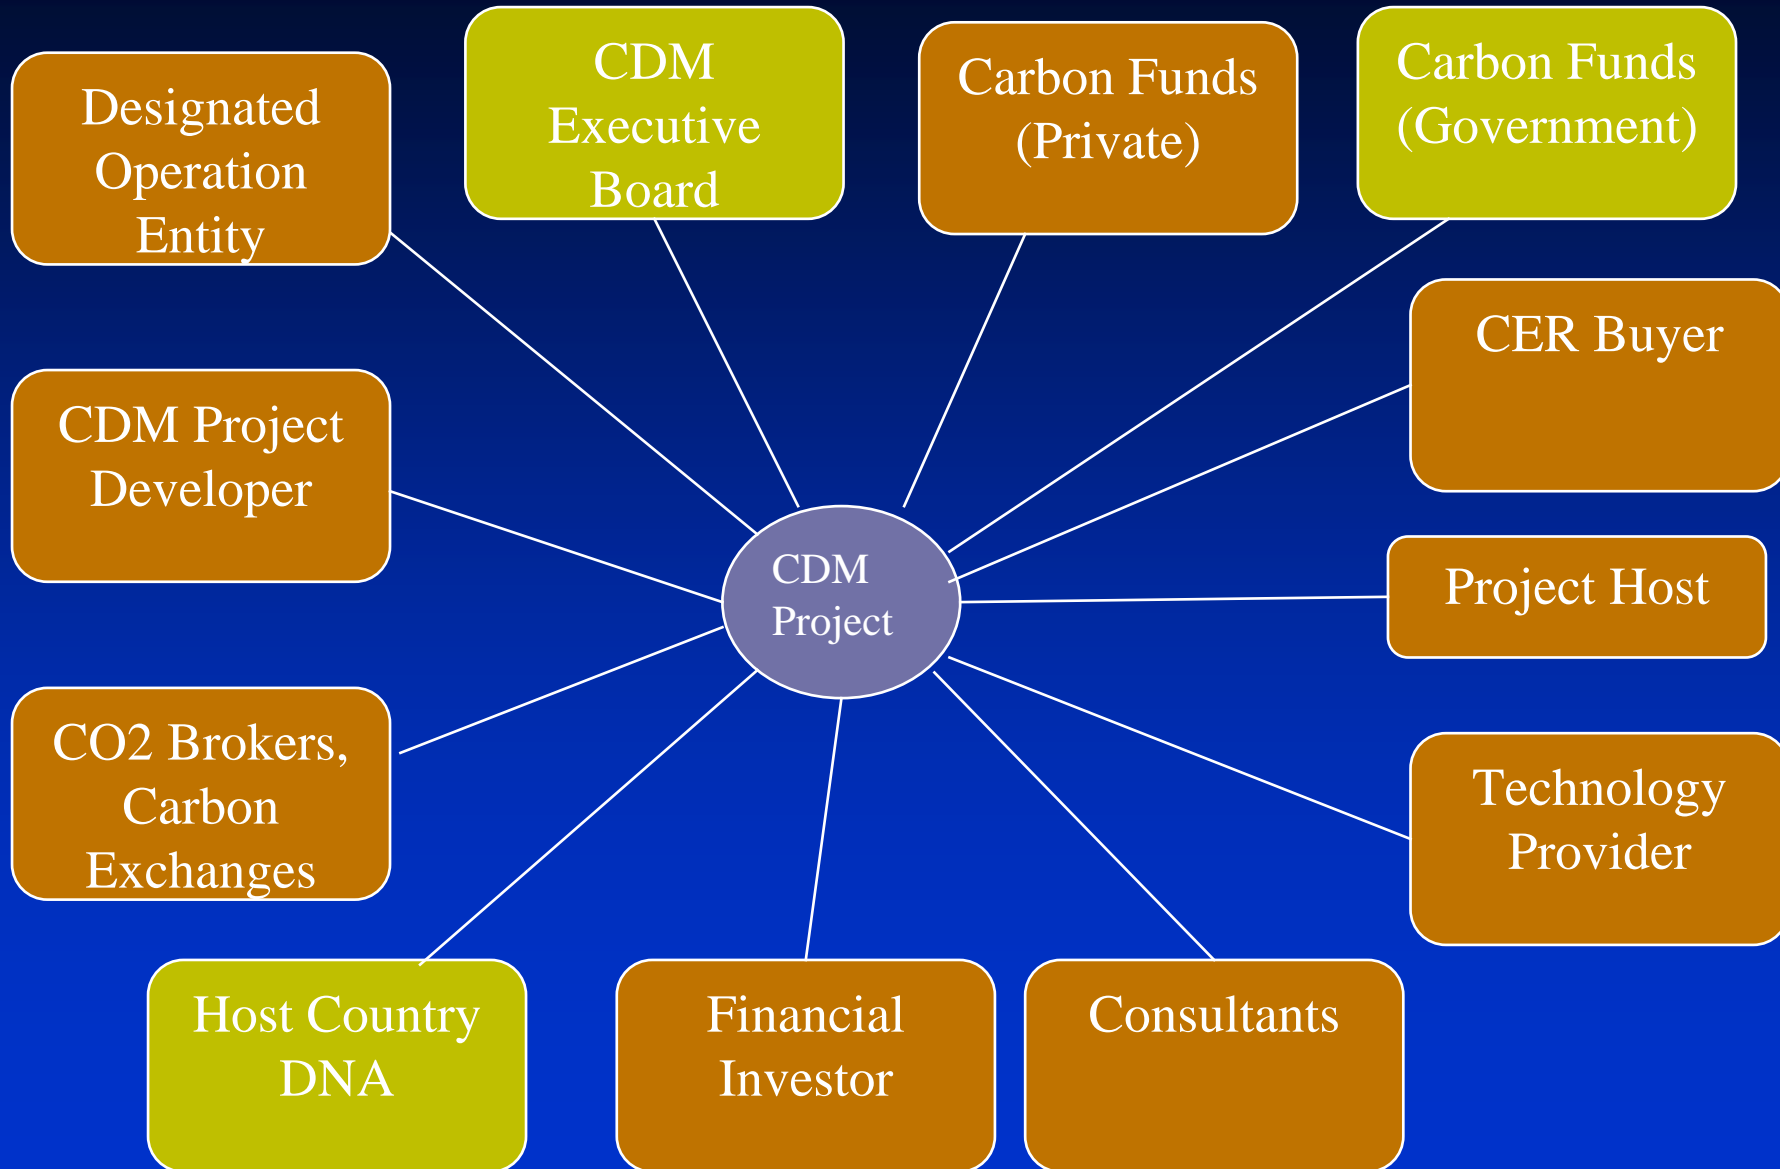 Designated
Operation
Entity
CDM
Executive
Board
Carbon Funds
(Private)
Carbon Funds
(Government)
CER Buyer
CDM Project
Developer
CDM
Project
Project Host
CO2 Brokers,
Carbon
Exchanges
Technology
Provider
Host Country
DNA
Financial
Investor
Consultants